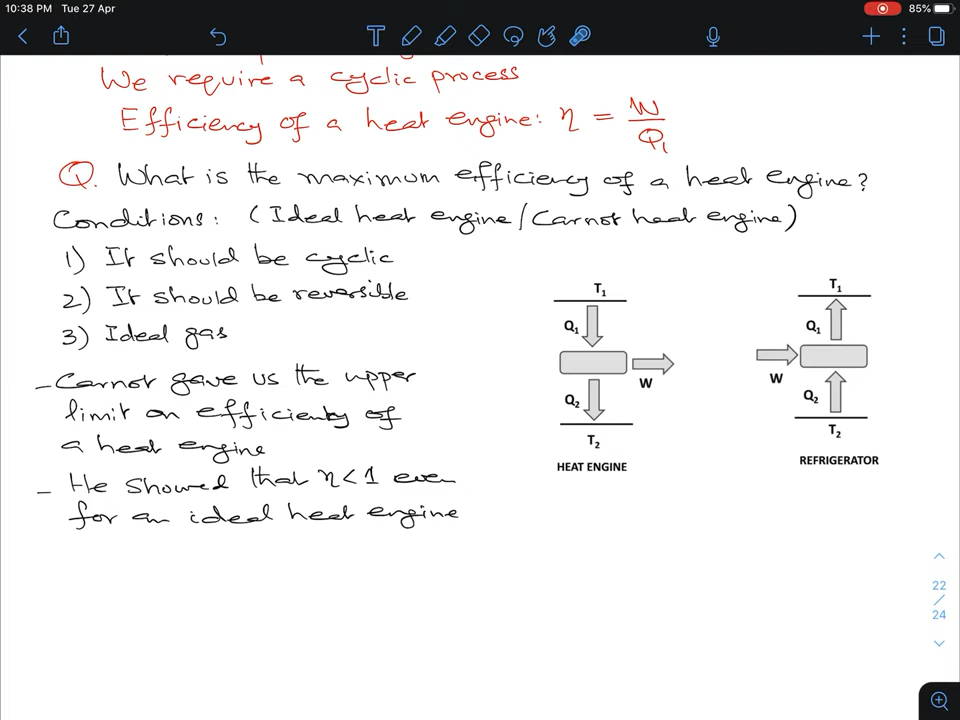 10:38 PM Tue 27 Apr
85%
We require a cyclic process
Efficiency of a heat engine: η = W/Q₁
Q. What is the maximum efficiency of a heat engine?
Conditions: (Ideal heat engine/Carnot heat engine)
1) It should be cyclic
2) It should be reversible
3) Ideal gas
- Carnot gave us the upper
limit on efficiency of
a heat engine
- He showed that η < 1 even
for an ideal heat engine
T₁
Q₁
W
Q₂
T₂
HEAT ENGINE
T₁
Q₁
W
Q₂
T₂
REFRIGERATOR
22
/
24